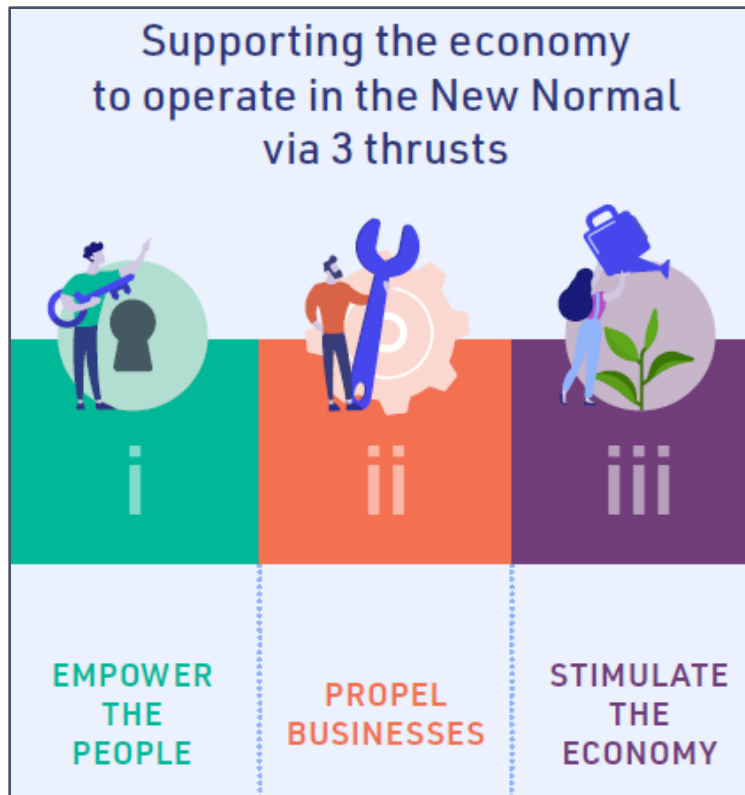 Supporting the economy
to operate in the New Normal
via 3 thrusts
i
ii
iii
EMPOWER
THE
PEOPLE
PROPEL
BUSINESSES
STIMULATE
THE
ECONOMY